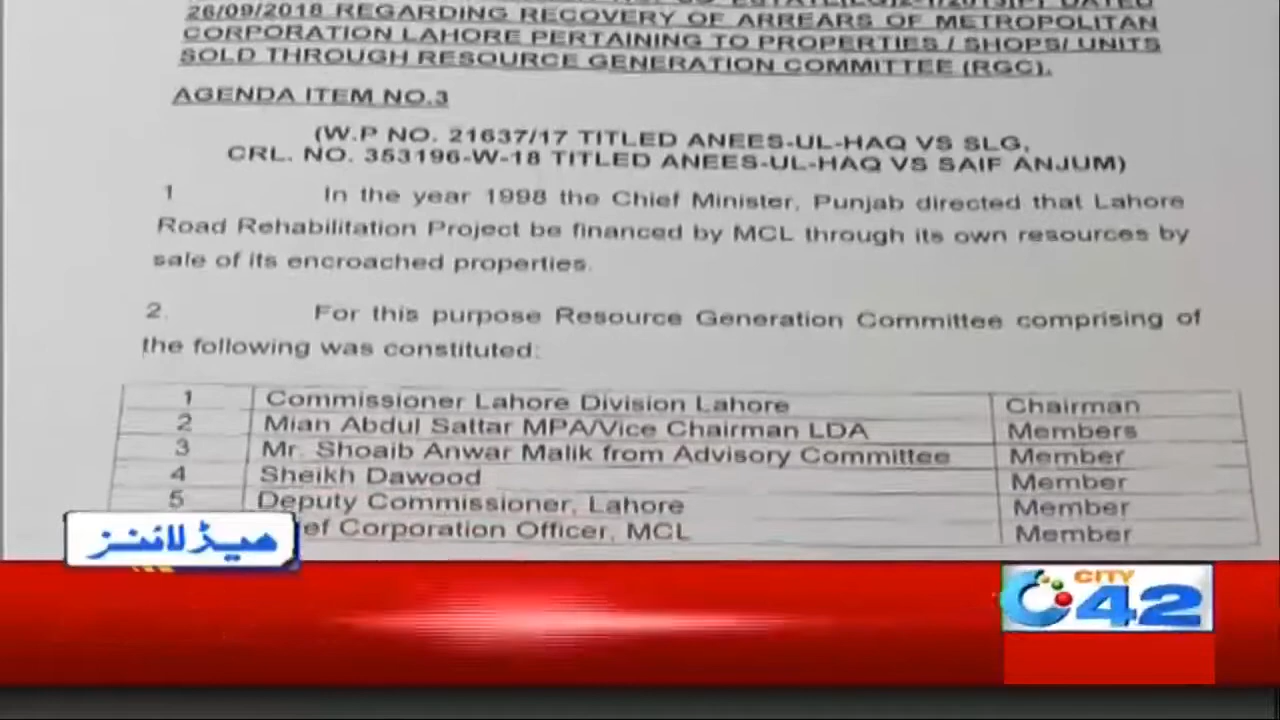 26/09/2018 REGARDING RECOVERY OF ARREARS OF METROPOLITAN
CORPORATION LAHORE PERTAINING TO PROPERTIES / SHOPS/ UNITS
SOLD THROUGH RESOURCE GENERATION COMMITTEE (RGC).
AGENDA ITEM NO.3
(W.P NO. 21637/17 TITLED ANEES-UL-HAQ VS SLG,
CRL. NO. 353196-W-18 TITLED ANEES-UL-HAQ VS SAIF ANJUM)
1 In the year 1998 the Chief Minister, Punjab directed that Lahore
Road Rehabilitation Project be financed by MCL through its own resources by
sale of its encroached properties.
2. For this purpose Resource Generation Committee comprising of
the following was constituted:
1 Commissioner Lahore Division Lahore Chairman
2 Mian Abdul Sattar MPA/Vice Chairman LDA Members
3 Mr. Shoaib Anwar Malik from Advisory Committee Member
4 Sheikh Dawood Member
5 Deputy Commissioner, Lahore Member
ef Corporation Officer, MCL Member
ہیڈلائنز
CITY
42